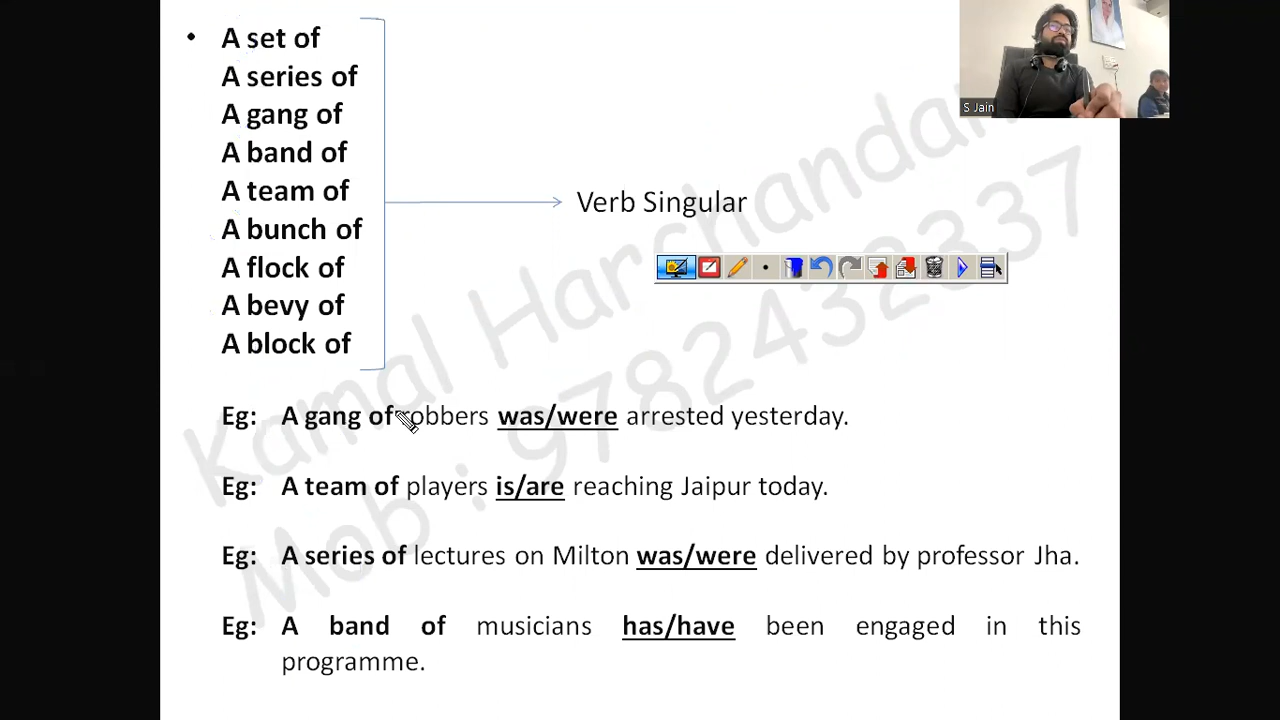 • A set of
A series of
A gang of
A band of
A team of
A bunch of
A flock of
A bevy of
A block of
Verb Singular
Eg: A gang of robbers was/were arrested yesterday.
Eg: A team of players is/are reaching Jaipur today.
Eg: A series of lectures on Milton was/were delivered by professor Jha.
Eg: A band of musicians has/have been engaged in this
programme.
S Jain
Kamal Harchandani
Mob : 9782432337